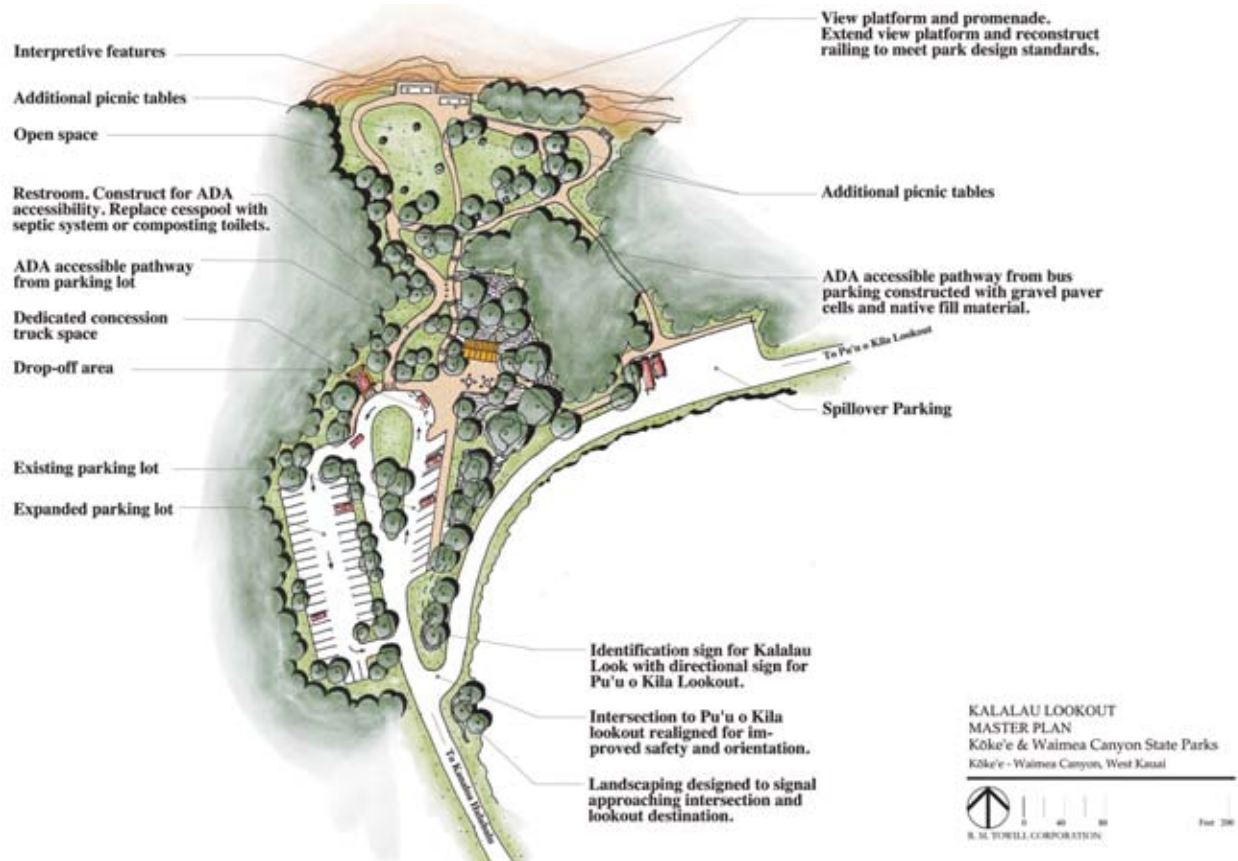 View platform and promenade.
Extend view platform and reconstruct
railing to meet park design standards.
Interpretive features
Additional picnic tables
Open space
Restroom. Construct for ADA
accessibility. Replace cesspool with
septic system or composting toilets.
Additional picnic tables
ADA accessible pathway
from parking lot
ADA accessible pathway from bus
parking constructed with gravel paver
cells and native fill material.
Dedicated concession
truck space
To Pu'u o Kila Lookout
Drop-off area
Spillover Parking
Existing parking lot
Expanded parking lot
Identification sign for Kalalau
Look with directional sign for
Pu'u o Kila Lookout.
Intersection to Pu'u o Kila
lookout realigned for im-
proved safety and orientation.
Landscaping designed to signal
approaching intersection and
lookout destination.
To
KALALAU LOOKOUT
MASTER PLAN
Kōke'e & Waimea Canyon State Parks
Kōke'e - Waimea Canyon, West Kauai
0 40 80 Feet 200
R. M. TOWILL CORPORATION